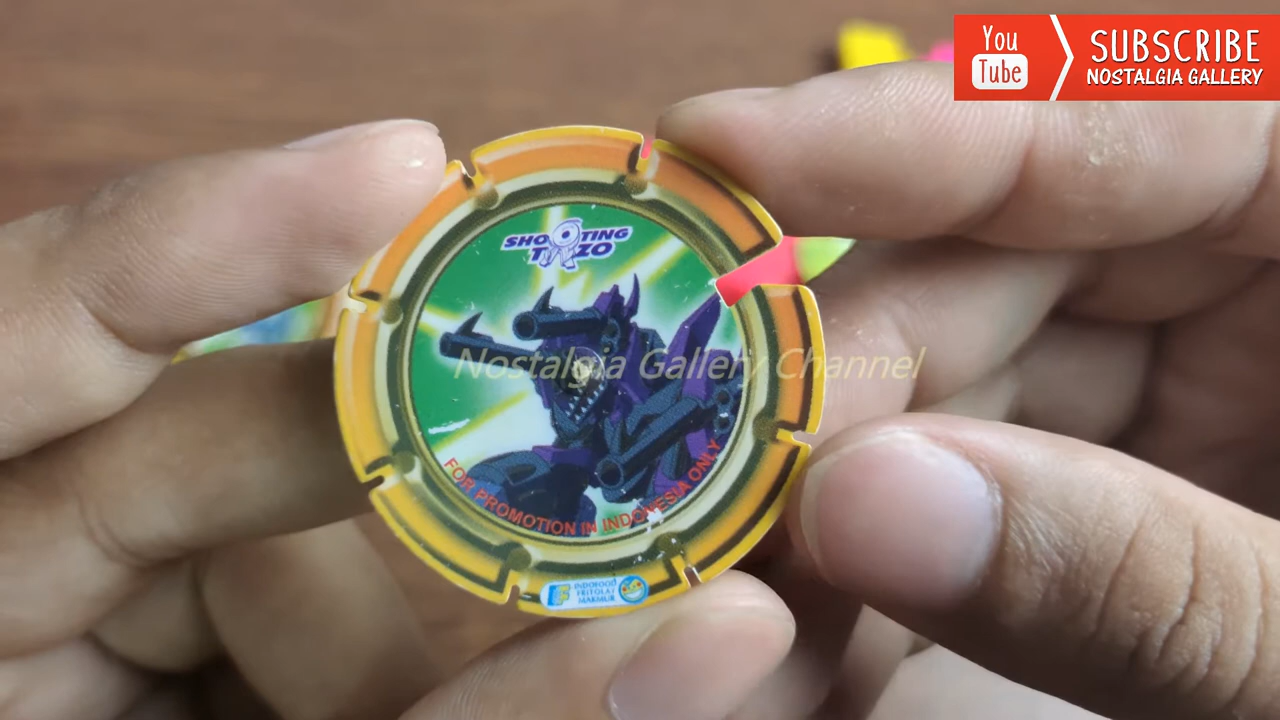 You
Tube
SUBSCRIBE
NOSTALGIA GALLERY
SHOOTING
TAZO
Nostalgia Gallery Channel
FOR PROMOTION IN INDONESIA ONLY
INDOFOOD
FRITOLAY
MAKMUR